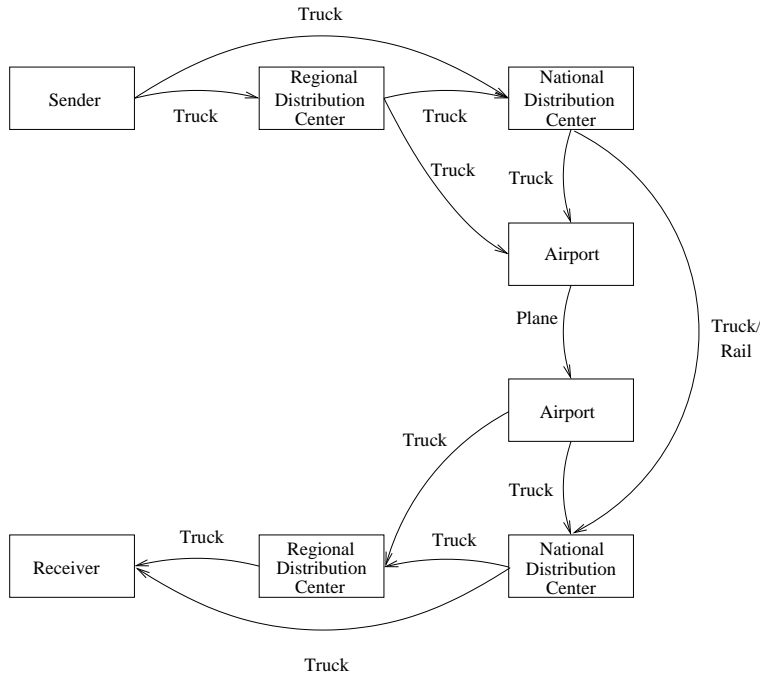 Truck
Sender
Truck
Regional
Distribution
Center
Truck
National
Distribution
Center
Truck
Truck
Airport
Plane
Truck/
Rail
Airport
Truck
Truck
Receiver
Truck
Regional
Distribution
Center
Truck
National
Distribution
Center
Truck